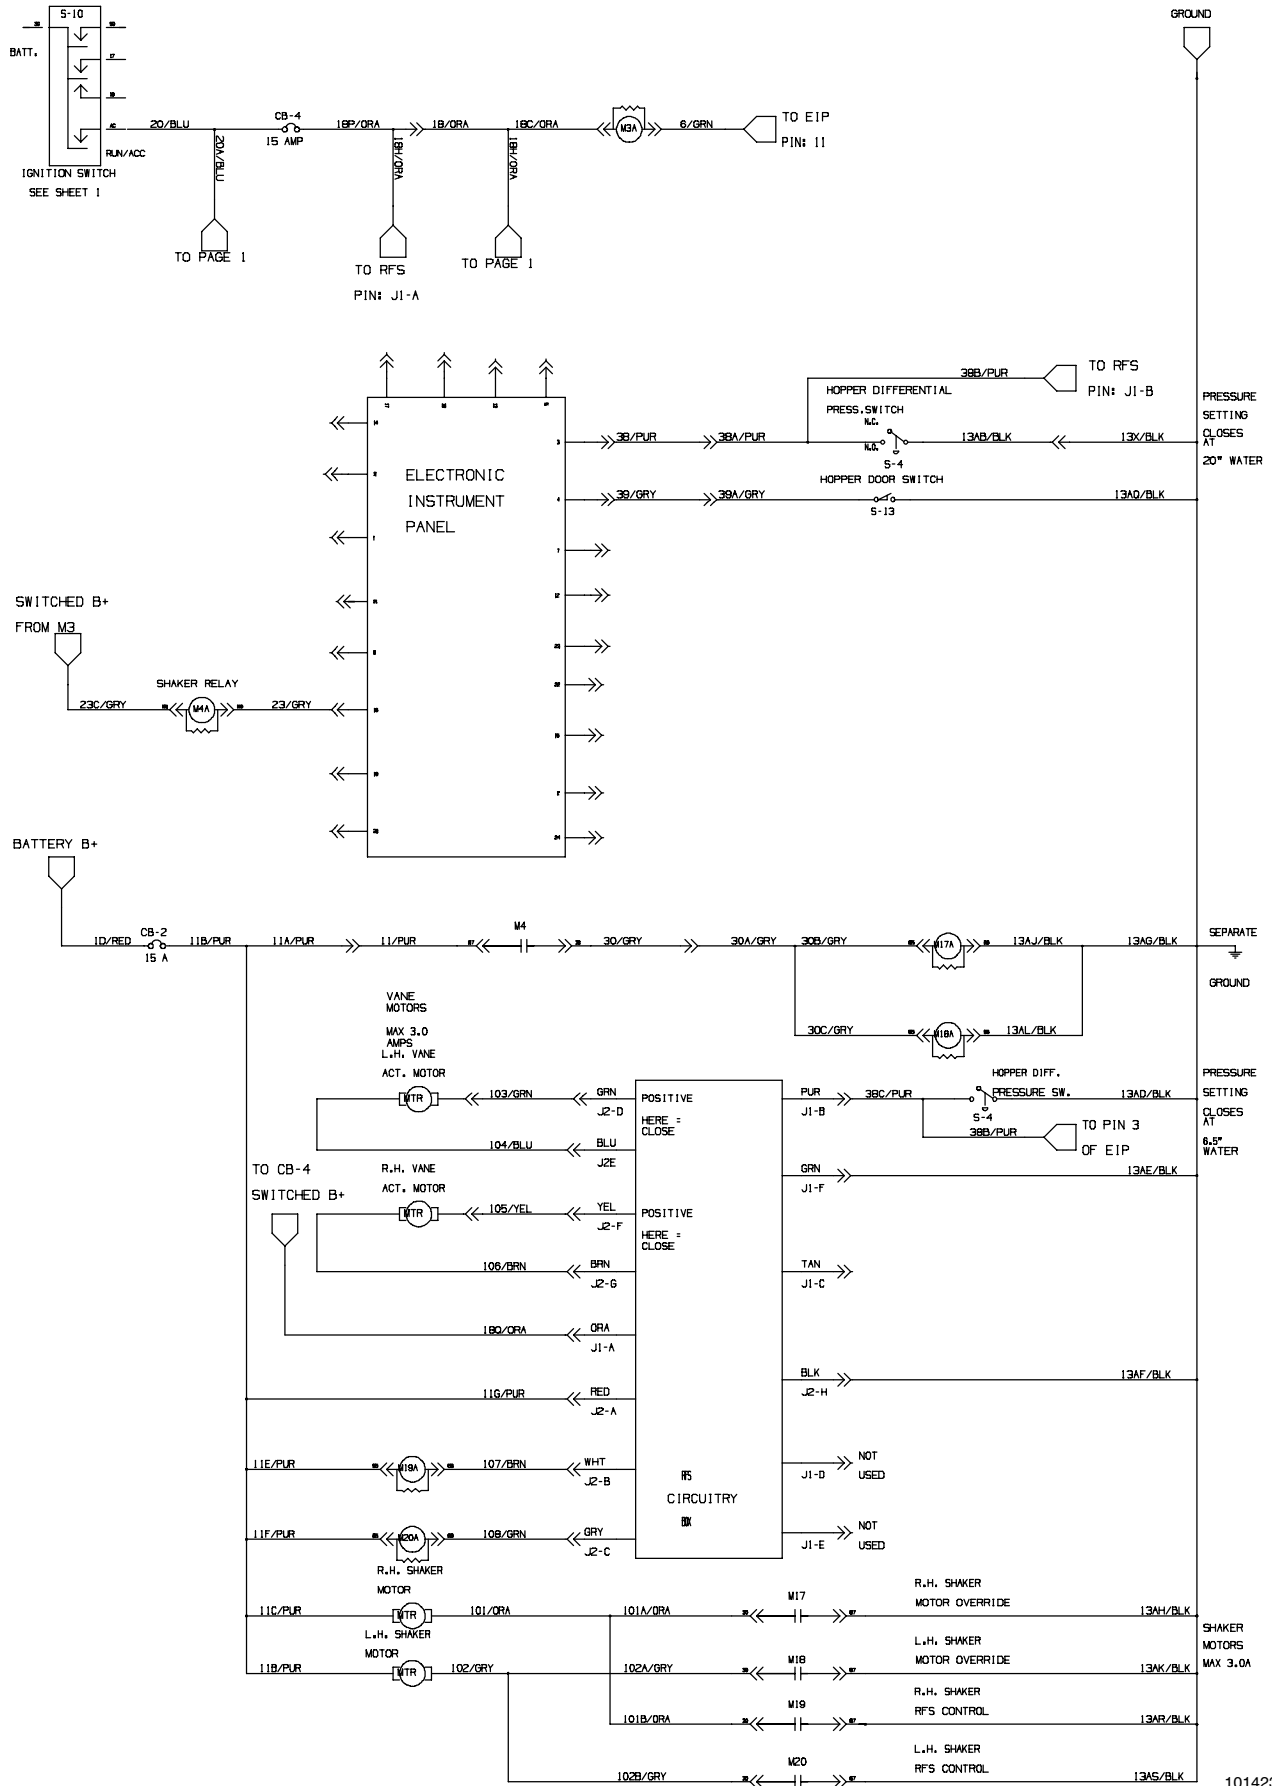 S-10
GROUND
BATT.
20/BLU
CB-4
15 AMP
18P/ORA
18/ORA
18C/ORA
M3A
6/GRN
TO EIP
PIN: 11
RUN/ACC
20A/BLU
18H/ORA
18H/ORA
IGNITION SWITCH
SEE SHEET 1
TO PAGE 1
TO RFS
PIN: J1-A
TO PAGE 1
38B/PUR
TO RFS
PIN: J1-B
HOPPER DIFFERENTIAL
PRESS.SWITCH
N.C.
N.O.
S-4
38/PUR
38A/PUR
13AB/BLK
13X/BLK
PRESSURE
SETTING
CLOSES
AT
20" WATER
ELECTRONIC
INSTRUMENT
PANEL
HOPPER DOOR SWITCH
39/GRY
39A/GRY
S-13
13AQ/BLK
SWITCHED B+
FROM M3
SHAKER RELAY
23C/GRY
M4A
23/GRY
BATTERY B+
1D/RED
CB-2
15 A
11B/PUR
11A/PUR
11/PUR
M4
30/GRY
30A/GRY
30B/GRY
M17A
13AJ/BLK
13AG/BLK
SEPARATE
GROUND
30C/GRY
M18A
13AL/BLK
VANE
MOTORS
MAX 3.0
AMPS
L.H. VANE
ACT. MOTOR
MTR
103/GRN
GRN
J2-D
POSITIVE
HERE =
CLOSE
104/BLU
BLU
J2E
PUR
J1-B
38C/PUR
HOPPER DIFF.
PRESSURE SW.
S-4
13AD/BLK
38B/PUR
TO PIN 3
OF EIP
PRESSURE
SETTING
CLOSES
AT
6.5"
WATER
TO CB-4
SWITCHED B+
R.H. VANE
ACT. MOTOR
MTR
105/YEL
YEL
J2-F
POSITIVE
HERE =
CLOSE
GRN
J1-F
13AE/BLK
106/BRN
BRN
J2-G
TAN
J1-C
18Q/ORA
ORA
J1-A
11G/PUR
RED
J2-A
BLK
J2-H
13AF/BLK
11E/PUR
M19A
107/BRN
WHT
J2-B
RFS
CIRCUITRY
BOX
J1-D
NOT
USED
11F/PUR
M20A
108/GRN
GRY
J2-C
J1-E
NOT
USED
R.H. SHAKER
MOTOR
11C/PUR
MTR
101/ORA
101A/ORA
M17
R.H. SHAKER
MOTOR OVERRIDE
13AH/BLK
L.H. SHAKER
MOTOR
11B/PUR
MTR
102/GRY
102A/GRY
M18
L.H. SHAKER
MOTOR OVERRIDE
13AK/BLK
SHAKER
MOTORS
MAX 3.0A
101B/ORA
M19
R.H. SHAKER
RFS CONTROL
13AR/BLK
102B/GRY
M20
L.H. SHAKER
RFS CONTROL
13AS/BLK